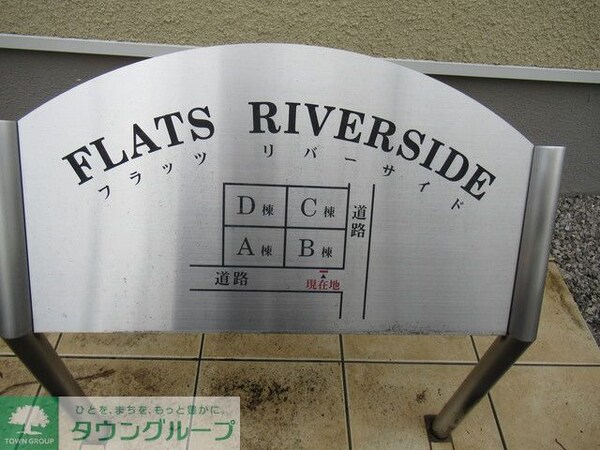 FLATS RIVERSIDE
フラッツ リバーサイド
D棟 C棟
A棟 B棟
道路
道路
現在地
ひとを、まちを、もっと豊かに。
タウングループ
TOWN GROUP